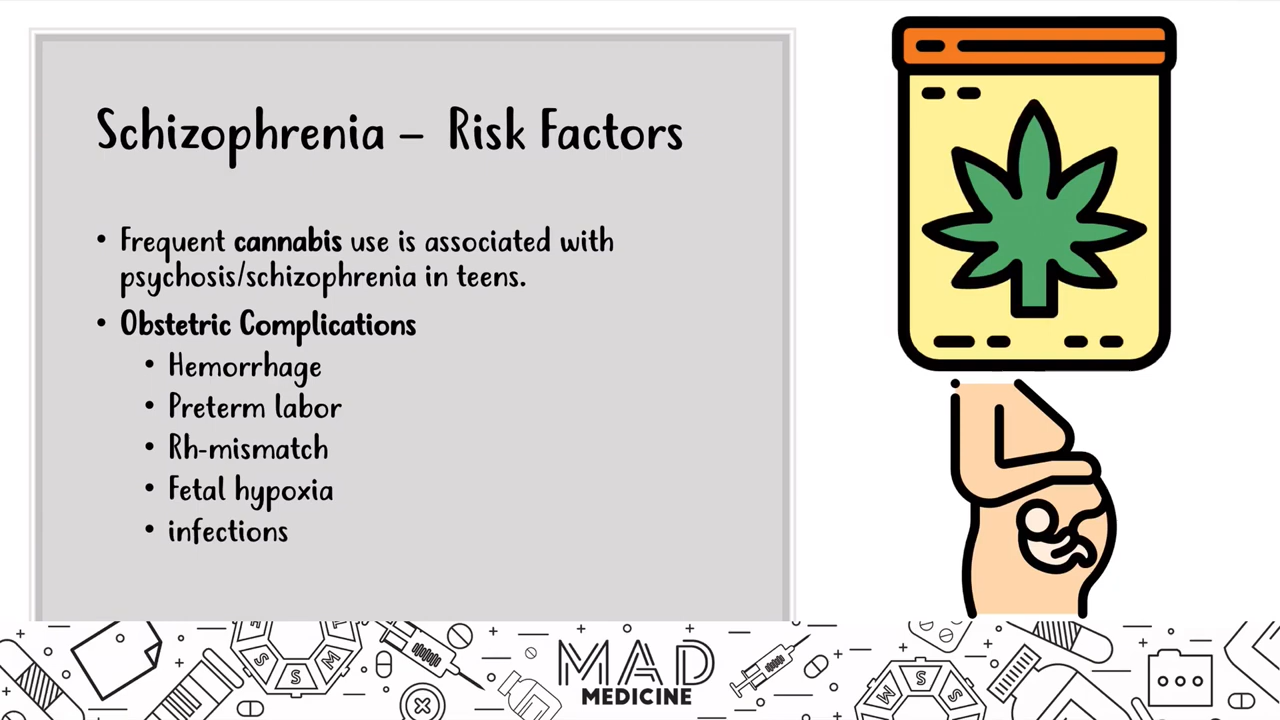 Schizophrenia – Risk Factors
• Frequent cannabis use is associated with
psychosis/schizophrenia in teens.
• Obstetric Complications
• Hemorrhage
• Preterm labor
• Rh-mismatch
• Fetal hypoxia
• infections
MAD
MEDICINE